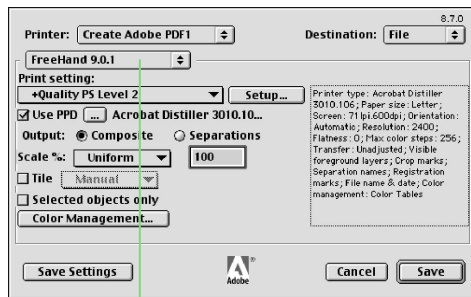 8.7.0
Printer: Create Adobe PDF1 Destination: File
FreeHand 9.0.1
Print setting:
+Quality PS Level 2 Setup...
Use PPD ... Acrobat Distiller 3010.10...
Output: Composite Separations
Scale %: Uniform 100
Tile Manual
Selected objects only
Color Management...
Printer type: Acrobat Distiller
3010.106; Paper size: Letter;
Screen: 71 lpi.600dpi; Orientation:
Automatic; Resolution: 2400;
Flatness: 0; Max color steps: 256;
Transfer: Unadjusted; Visible
foreground layers; Crop marks;
Separation names; Registration
marks; File name & date; Color
management: Color Tables
Save Settings Adobe Cancel Save